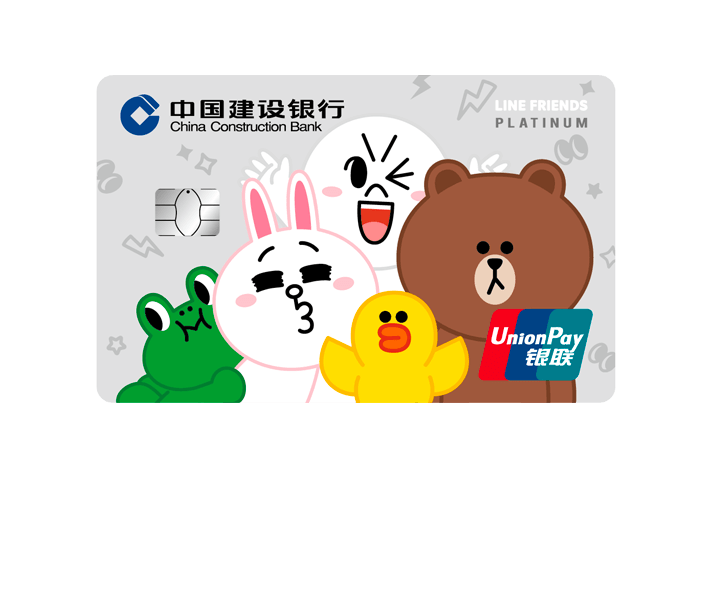 中国建设银行
China Construction Bank
LINE FRIENDS
PLATINUM
UnionPay
银联